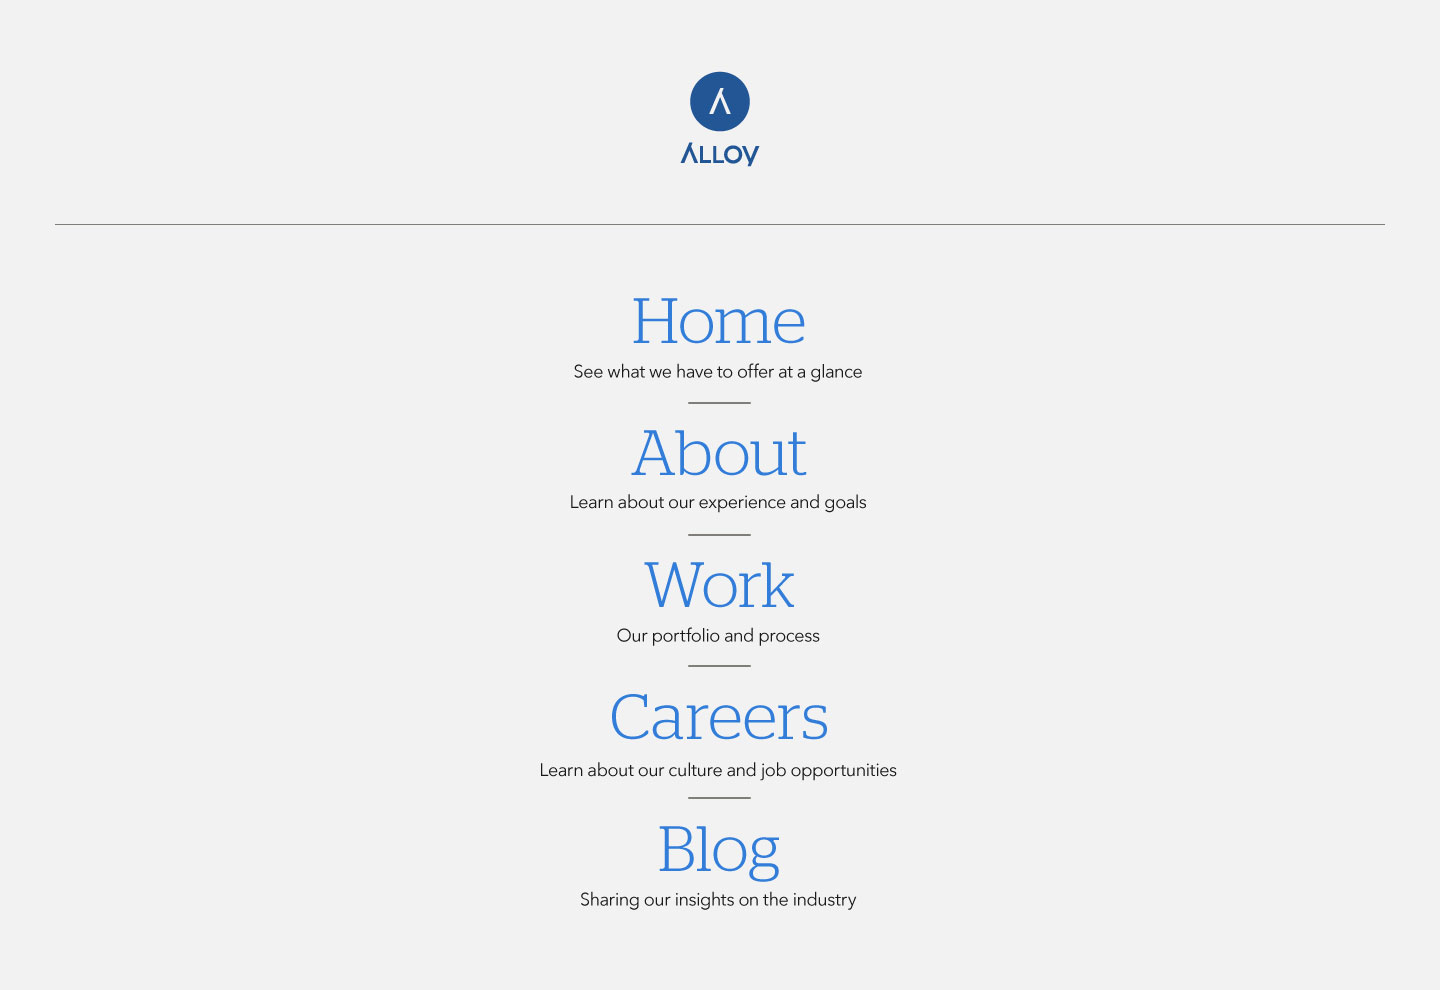 ALLOY
Home
See what we have to offer at a glance
About
Learn about our experience and goals
Work
Our portfolio and process
Careers
Learn about our culture and job opportunities
Blog
Sharing our insights on the industry